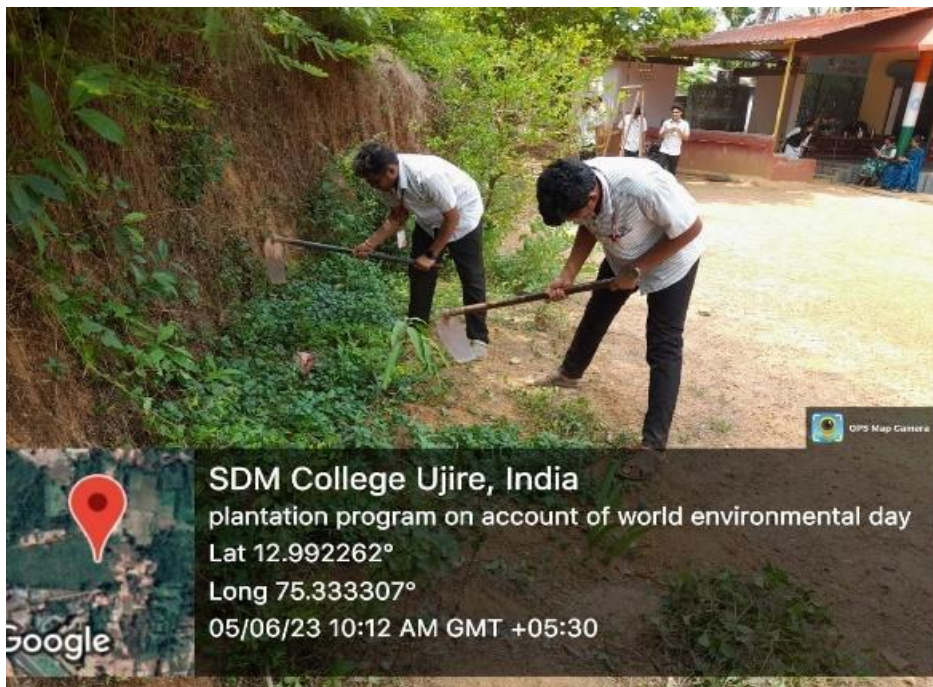 GPS Map Camera
SDM College Ujire, India
plantation program on account of world environmental day
Lat 12.992262°
Long 75.333307°
05/06/23 10:12 AM GMT +05:30
Google